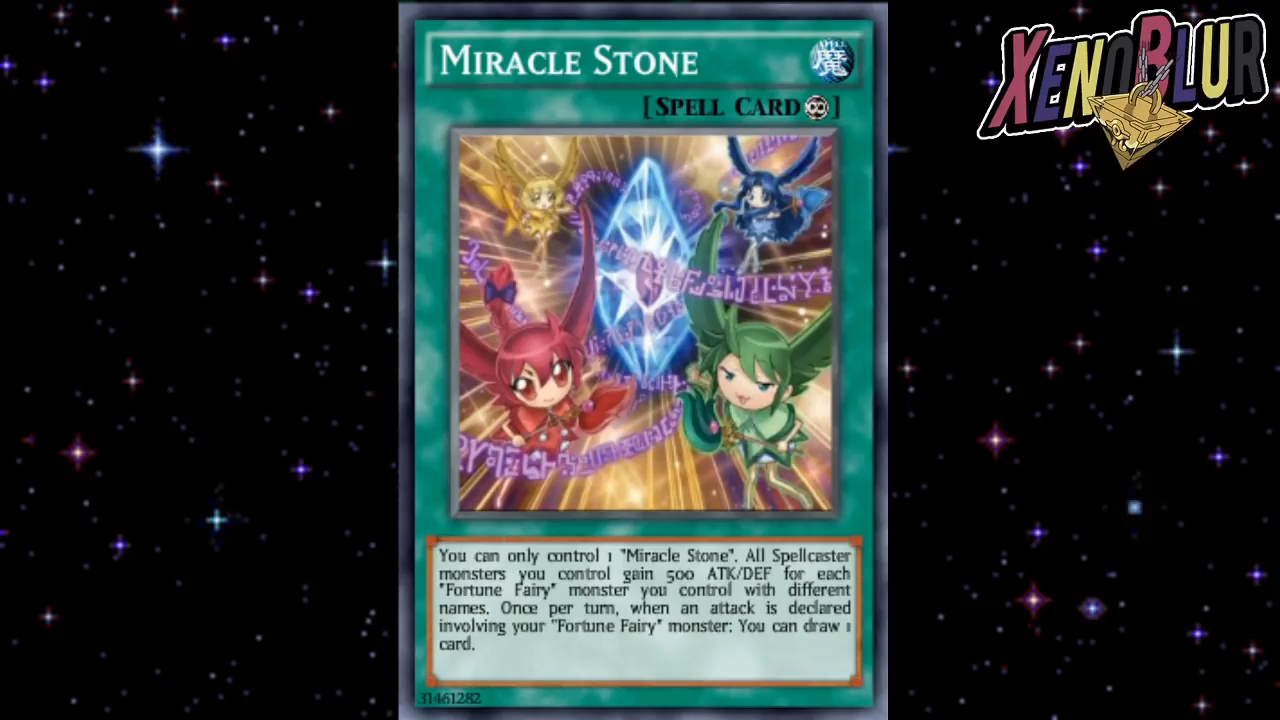 XENOBLUR
MIRACLE STONE
魔
[SPELL CARD∞]
You can only control 1 "Miracle Stone". All Spellcaster
monsters you control gain 500 ATK/DEF for each
"Fortune Fairy" monster you control with different
names. Once per turn, when an attack is declared
involving your "Fortune Fairy" monster: You can draw 1
card.
31461282